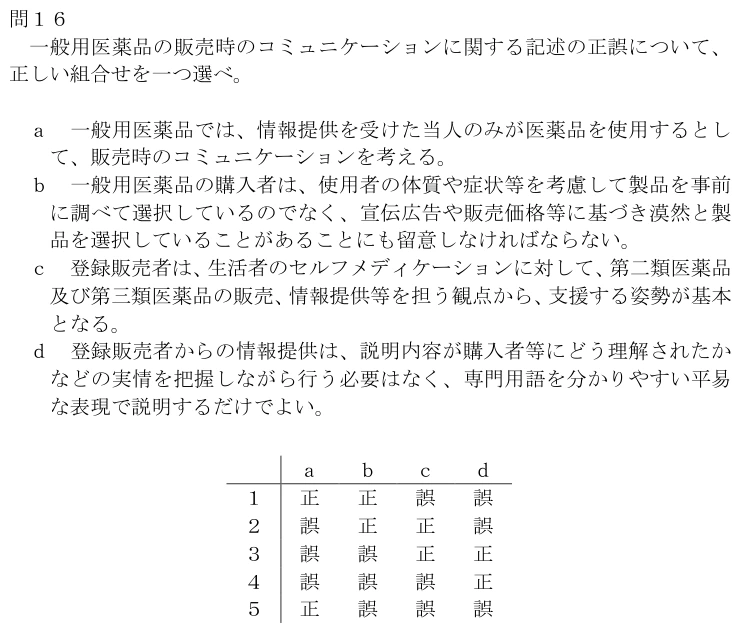 問１６
一般用医薬品の販売時のコミュニケーションに関する記述の正誤について、
正しい組合せを一つ選べ。
a 一般用医薬品では、情報提供を受けた当人のみが医薬品を使用するとし
て、販売時のコミュニケーションを考える。
b 一般用医薬品の購入者は、使用者の体質や症状等を考慮して製品を事前
に調べて選択しているのでなく、宣伝広告や販売価格等に基づき漠然と製
品を選択していることがあることにも留意しなければならない。
c 登録販売者は、生活者のセルフメディケーションに対して、第二類医薬品
及び第三類医薬品の販売、情報提供等を担う観点から、支援する姿勢が基本
となる。
d 登録販売者からの情報提供は、説明内容が購入者等にどう理解されたか
などの実情を把握しながら行う必要はなく、専門用語を分かりやすい平易
な表現で説明するだけでよい。
a b c d
1 正 正 誤 誤
2 誤 正 正 誤
3 誤 誤 正 正
4 誤 誤 誤 正
5 正 誤 誤 誤